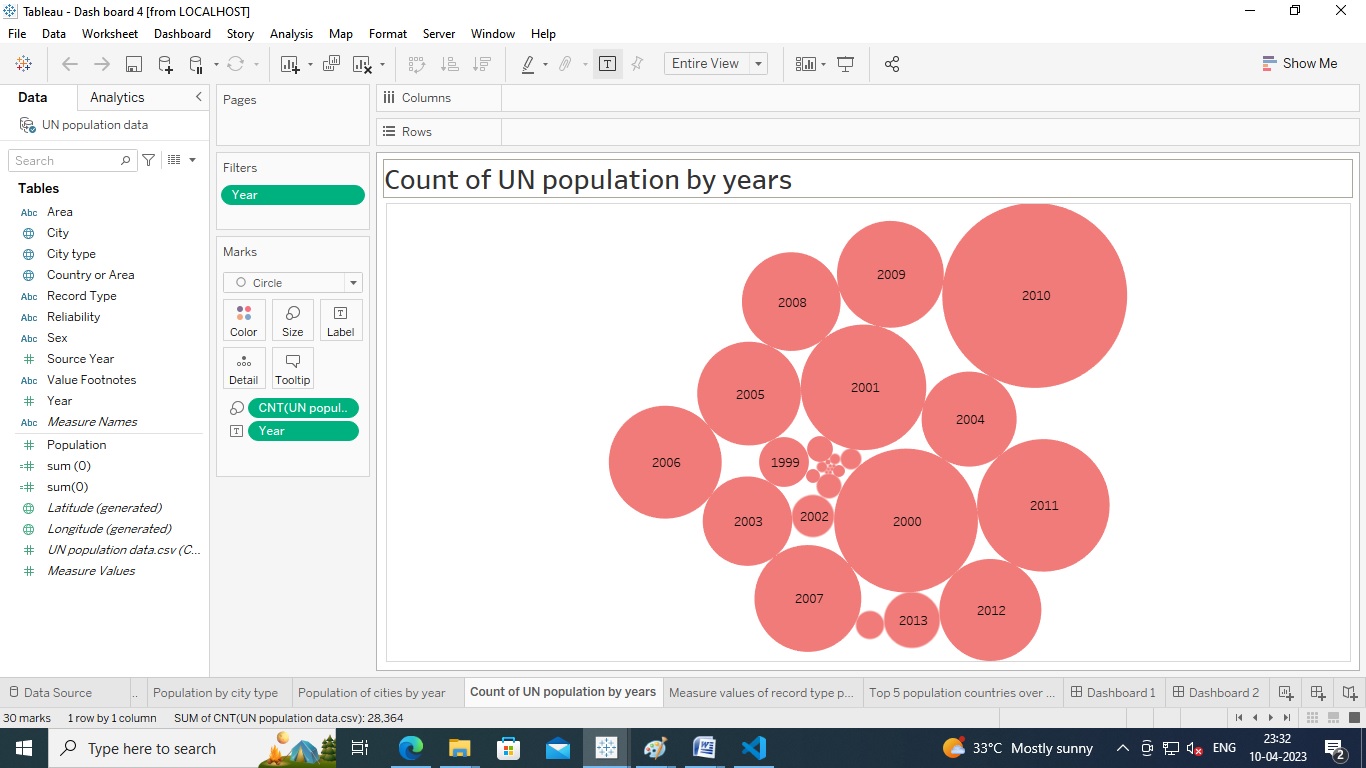 Tableau - Dash board 4 [from LOCALHOST]
File Data Worksheet Dashboard Story Analysis Map Format Server Window Help
Entire View
Show Me
Data Analytics
UN population data
Search
Tables
Abc Area
City
City type
Country or Area
Abc Record Type
Abc Reliability
Abc Sex
Source Year
Abc Value Footnotes
Year
Abc Measure Names
Population
sum (0)
sum(0)
Latitude (generated)
Longitude (generated)
UN population data.csv (C...
Measure Values
Pages
Filters
Year
Marks
Circle
Color Size Label
Detail Tooltip
CNT(UN popul..
Year
Columns
Rows
Count of UN population by years
2009
2010
2008
2001
2005
2004
2006
1999
2011
2002
2003
2000
2007
2012
2013
Data Source .. Population by city type Population of cities by year Count of UN population by years Measure values of record type p... Top 5 population countries over ... Dashboard 1 Dashboard 2
30 marks 1 row by 1 column SUM of CNT(UN population data.csv): 28,364
Type here to search
33°C Mostly sunny
ENG
23:32
10-04-2023
2